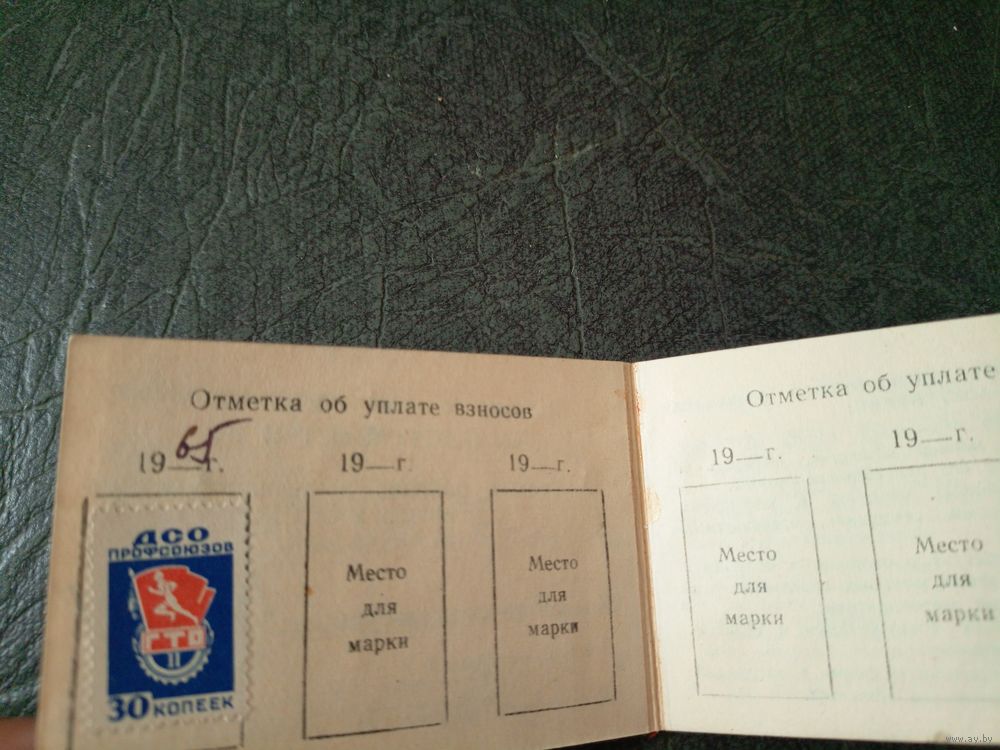 Отметка об уплате взносов
1965г.
19—г.
19—г.
ДСО
ПРОФСОЮЗОВ
ГТО
30 КОПЕЕК
Место
для
марки
Место
для
марки
Отметка об уплате
19—г.
19—г.
Место
для
марки
Место
для
марки
www.ay.by